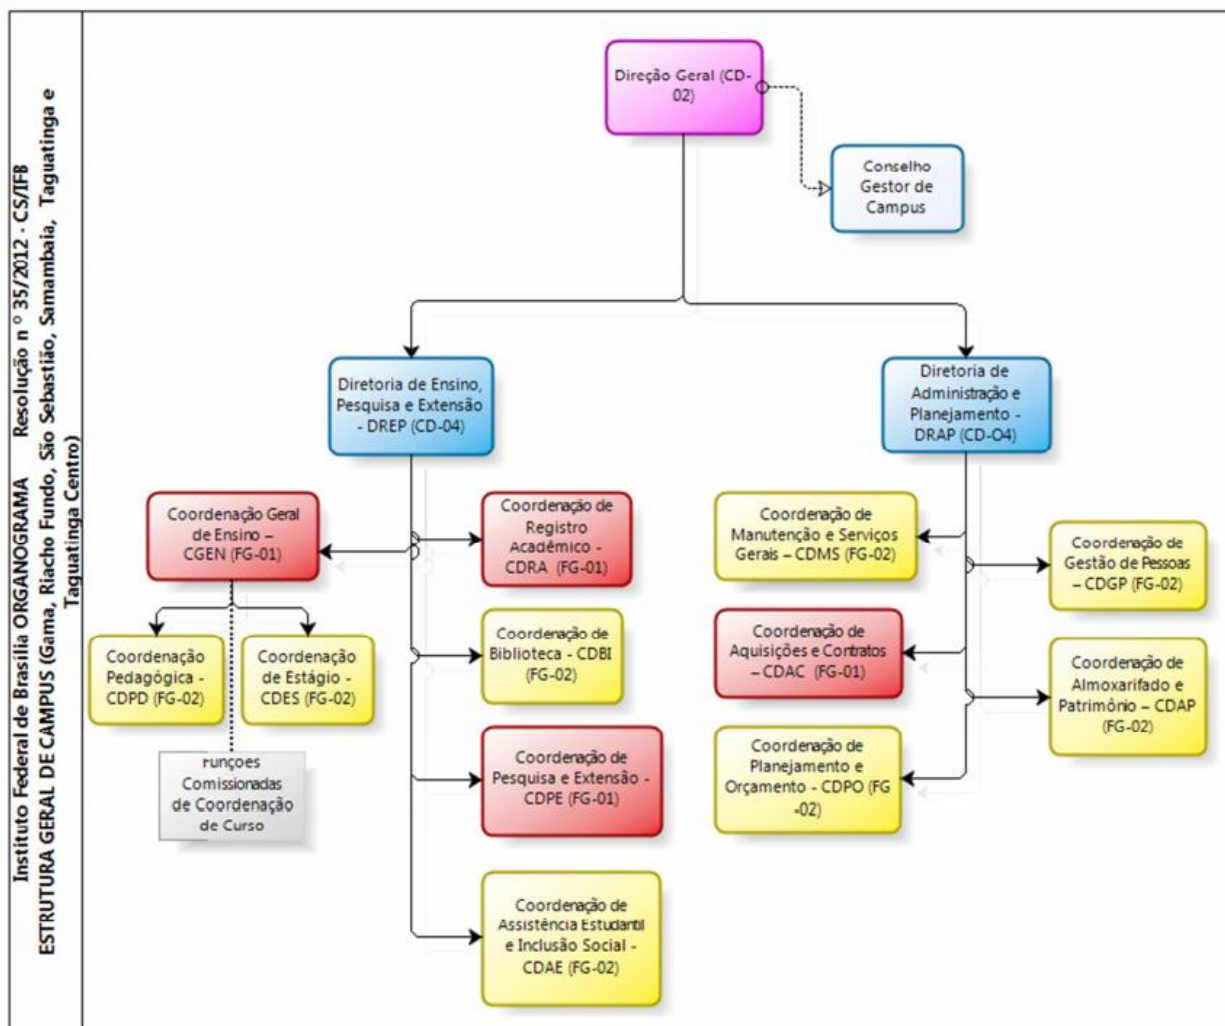 Instituto Federal de Brasília ORGANOGRAMA Resolução n º 35/2012 - CS/IFB
ESTRUTURA GERAL DE CAMPUS (Gama, Riacho Fundo, São Sebastião, Samambaia, Taguatinga e
Taguatinga Centro)
Direção Geral (CD-
02)
Conselho
Gestor de
Campus
Diretoria de Ensino,
Pesquisa e Extensão
- DREP (CD-04)
Diretoria de
Administração e
Planejamento -
DRAP (CD-O4)
Coordenação Geral
de Ensino –
CGEN (FG-01)
Coordenação de
Registro
Acadêmico -
CDRA (FG-01)
Coordenação de
Manutenção e Serviços
Gerais – CDMS (FG-02)
Coordenação de
Gestão de Pessoas
– CDGP (FG-02)
Coordenação
Pedagógica -
CDPD (FG-02)
Coordenação
de Estágio -
CDES (FG-02)
Coordenação de
Biblioteca - CDBI
(FG-02)
Coordenação de
Aquisições e Contratos
– CDAC (FG-01)
Coordenação de
Almoxarifado e
Patrimônio – CDAP
(FG-02)
Funções
Comissionadas
de Coordenação
de Curso
Coordenação de
Pesquisa e Extensão -
CDPE (FG-01)
Coordenação de
Planejamento e
Orçamento - CDPO (FG
-02)
Coordenação de
Assistência Estudantil
e Inclusão Social -
CDAE (FG-02)